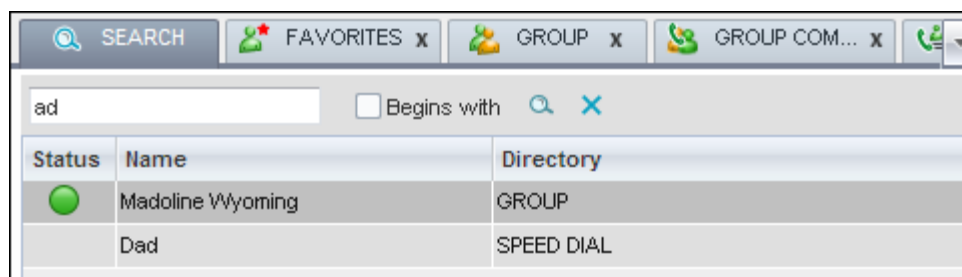 SEARCH FAVORITES x GROUP x GROUP COM... x
ad Begins with
Status Name Directory
Madoline Wyoming GROUP
Dad SPEED DIAL